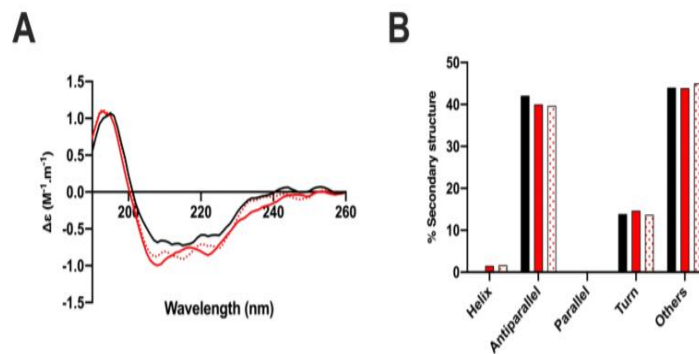 A
B
1.5
1.0
0.5
0.0
-0.5
-1.0
-1.5
200
220
240
260
Δε (M⁻¹.m⁻¹)
Wavelength (nm)
50
40
30
20
10
0
% Secondary structure
Helix
Antiparallel
Parallel
Turn
Others